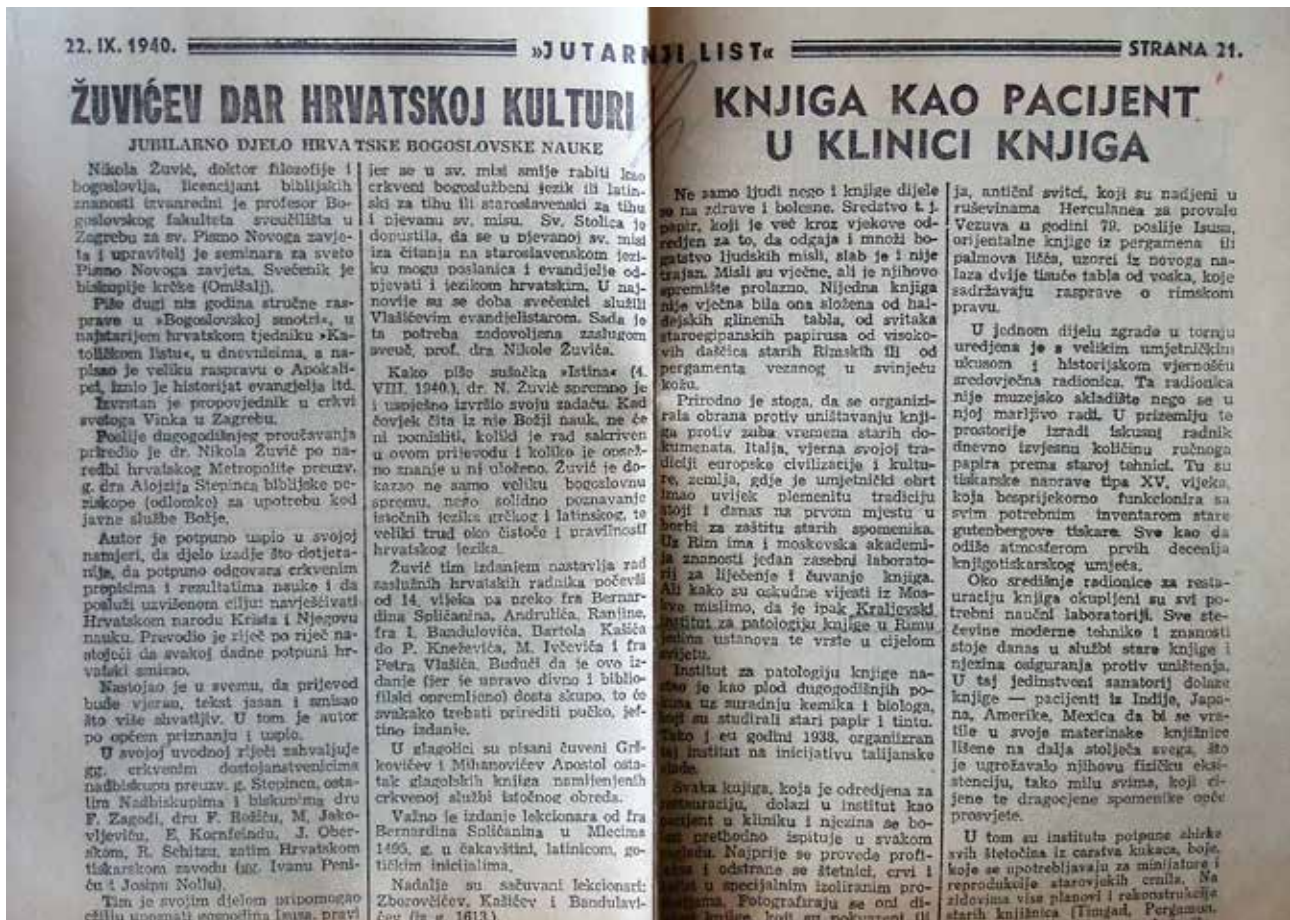 22. IX. 1940.
»JUTARNJI LIST«
STRANA 21.
ŽUVIĆEV DAR HRVATSKOJ KULTURI
JUBILARNO DJELO HRVATSKE BOGOSLOVSKE NAUKE
Nikola Žuvić, doktor filozofije i
bogoslovlja, licencijant biblijskih
znanosti izvanredni je profesor Bo-
goslovskog fakulteta sveučilišta u
Zagrebu za sv. Pismo Novoga zavje-
ta i upravitelj je seminara za sveto
Pismo Novoga zavjeta. Svećenik je
biskupije krčke (Omišalj).
Piše dugi niz godina stručne ras-
prave u »Bogoslovskoj smotri«, u
najstarijem hrvatskom tjedniku »Ka-
toličkom listu«, u dnevnicima, a na-
pisao je veliku raspravu o Apokali-
psi, iznio je historijat evangjelja itd.
Izvrstan je propovjednik u crkvi
svetoga Vinka u Zagrebu.
Poslije dugogodišnjeg proučavanja
priredio je dr. Nikola Žuvić po na-
redbi hrvatskog Metropolite preuzv.
g. dra Alojzija Stepinca biblijske pe-
rikope (odlomke) za upotrebu kod
javne službe Božje.
Autor je potpuno uspio u svojoj
namjeri, da djelo izadje što dotjera-
nije, da potpuno odgovara crkvenim
propisima i rezultatima nauke i da
posluži uzvišenom cilju: navješćivati
Hrvatskom narodu Krista i Njegovu
nauku. Prevodio je riječ po riječ na-
stojeći da svakoj dadne potpuni hr-
vatski smisao.
Nastojao je u svemu, da prijevod
bude vjeran, tekst jasan i smisao
što više shvatljiv. U tom je autor
po općem priznanju i uspio.
U svojoj uvodnoj riječi zahvaljuje
gg. crkvenim dostojanstvenicima
nadbiskupu preuzv. g. Stepincu, osta-
lim Nadbiskupima i biskupima dru
F. Zagodi, dru F. Rožiću, M. Jako-
vljeviću, E. Kornfeindu, J. Ober-
skom, R. Schitzu, zatim Hrvatskom
tiskarskom zavodu (gg. Ivanu Peni-
ću i Josipu Nollu).
Tim je svojim djelom pripomogao
jer se u sv. misi smije rabiti kao
crkveni bogoslužbeni jezik ili latin-
ski za tihu ili staroslavenski za tihu
i pjevanu sv. misu. Sv. Stolica je
dopustila, da se u pjevanoj sv. misi
iza čitanja na staroslavenskom jezi-
ku mogu poslanica i evandjelje od-
pjevati i jezikom hrvatskim. U naj-
novije su se doba svećenici služili
Vlašićevim evandjelistarom. Sada je
ta potreba zadovoljena zaslugom
sveuč. prof. dra Nikole Žuvića.
Kako piše sušačka »Istina« (4.
VIII. 1940.), dr. N. Žuvić spremno je
i uspješno izvršio svoju zadaću. Kad
čovjek čita iz nje Božji nauk, ne će
ni pomisliti, koliki je rad sakriven
u ovom prijevodu i koliko je opsež-
no znanje u nj uloženo. Žuvić je do-
kazao ne samo veliku bogoslovnu
spremu, nego solidno poznavanje
istočnih jezika grčkog i latinskog, te
veliki trud oko čistoće i pravilnosti
hrvatskog jezika.
Žuvić tim izdanjem nastavlja rad
zaslužnih hrvatskih radnika počevši
od 14. vijeka pa preko fra Bernar-
dina Splićanina, Andrulića, Ranjine,
fra I. Bandulovića, Bartola Kašića
do P. Kneževića, M. Ivčevića i fra
Petra Vlašića. Budući da je ovo iz-
danje (jer je upravo divno i biblio-
filski opremljeno) dosta skupo, to će
svakako trebati prirediti pučko, jef-
tino izdanje.
U glagolici su pisani čuveni Grš-
kovićev i Mihanovićev Apostol osta-
tak glagolskih knjiga namijenjenih
crkvenoj službi istočnog obreda.
Važno je izdanje lekcionara od fra
Bernardina Splićanina u Mlecima
1495. g. u čakavštini, latinicom, go-
tičkim inicijalima.
Nadalje su sačuvani lekcionari:
Zborovčićev, Kašićev i Bandulavi-
ćev (iz g. 1613.)
KNJIGA KAO PACIJENT
U KLINICI KNJIGA
Ne samo ljudi nego i knjige dijele
se na zdrave i bolesne. Sredstvo t. j.
papir, koji je već kroz vjekove od-
redjen za to, da odgaja i množi bo-
gatstvo ljudskih misli, slab je i nije
trajan. Misli su vječne, ali je njihovo
spremište prolazno. Nijedna knjiga
nije vječna bila ona složena od hal-
dejskih glinenih tabla, od svitaka
staroegipanskih papirusa od visoko-
vih daščica starih Rimskih ili od
pergamenta vezanog u svinjeću
kožu.
Prirodno je stoga, da se organizi-
rala obrana protiv uništavanju knji-
ga protiv zuba vremena starih do-
kumenata. Italja, vjerna svojoj tra-
diciji europske civilizacije i kultu-
re, zemlja, gdje je umjetnički obrt
imao uvijek plemenitu tradiciju
stoji i danas na prvom mjestu u
borbi za zaštitu starih spomenika.
Uz Rim ima i moskovska akademi-
ja znanosti jedan zasebni laborato-
rij za liječenje i čuvanje knjiga.
Ali kako su oskudne vijesti iz Mos-
kve mislimo, da je ipak Kraljevski
institut za patologiju knjige u Rimu
jedina ustanova te vrste u cijelom
svijetu.
Institut za patologiju knjige na-
stao je kao plod dugogodišnjih po-
kusa uz suradnju kemika i biologa,
koji su studirali stari papir i tintu.
Tako j eu godini 1938. organiziran
taj institut na inicijativu talijanske
vlade.
Svaka knjiga, koja je odredjena za
restauraciju, dolazi u institut kao
pacijent u kliniku i njezina se bo-
lest prethodno ispituje u svakom
pogledu. Najprije se provede profi-
i odstrane se štetnici, crvi i
u specijalnim izoliranim pro-
Fotografiraju se oni di-
knjige, koji su pokvareni ili
ja, antični svitci, koji su nadjeni u
ruševinama Herculanea za provale
Vezuva u godini 79. poslije Isusa,
orijentalne knjige iz pergamena ili
palmova lišća, uzorci iz novoga na-
laza dvije tisuće tabla od voska, koje
sadržavaju rasprave o rimskom
pravu.
U jednom dijelu zgrade u tornju
uredjena je s velikim umjetničkim
ukusom i historijskom vjernošću
sredovječna radionica. Ta radionica
nije muzejsko skladište nego se u
njoj marljivo radi. U prizemlju te
prostorije izradi iskusni radnik
dnevno izvjesnu količinu ručnoga
papira prema staroj tehnici. Tu su
tiskarske naprave tipa XV. vijeka,
koja besprijekorno funkcionira sa
svim potrebnim inventarom stare
gutenbergove tiskare. Sve kao da
odiše atmosferom prvih decenija
knjigotiskarskog umjeća.
Oko središnje radionice za resta-
uraciju knjiga okupljeni su svi po-
trebni naučni laboratoriji. Sve ste-
čevine moderne tehnike i znanosti
stoje danas u službi stare knjige i
njezina osiguranja protiv uništenja.
U taj jedinstveni sanatorij dolaze
knjige — pacijenti iz Indije, Japa-
na, Amerike, Mexica da bi se vra-
tile u svoje materinske knjižnice
lišene na dalja stoljeća svega, što
je ugrožavalo njihovu fizičku eksi-
stenciju, tako milu svima, koji ci-
jene te dragocjene spomenike opće
prosvjete.
U tom su institutu potpune zbirke
svih štetočina iz carstva kukaca, boje,
koje se upotrebljavaju za minijature i
reprodukcije starovjekih crnila. Na
zidovima vise planovi i rekonstrukcije
starih knjižnica (Timgad, Pergamon,